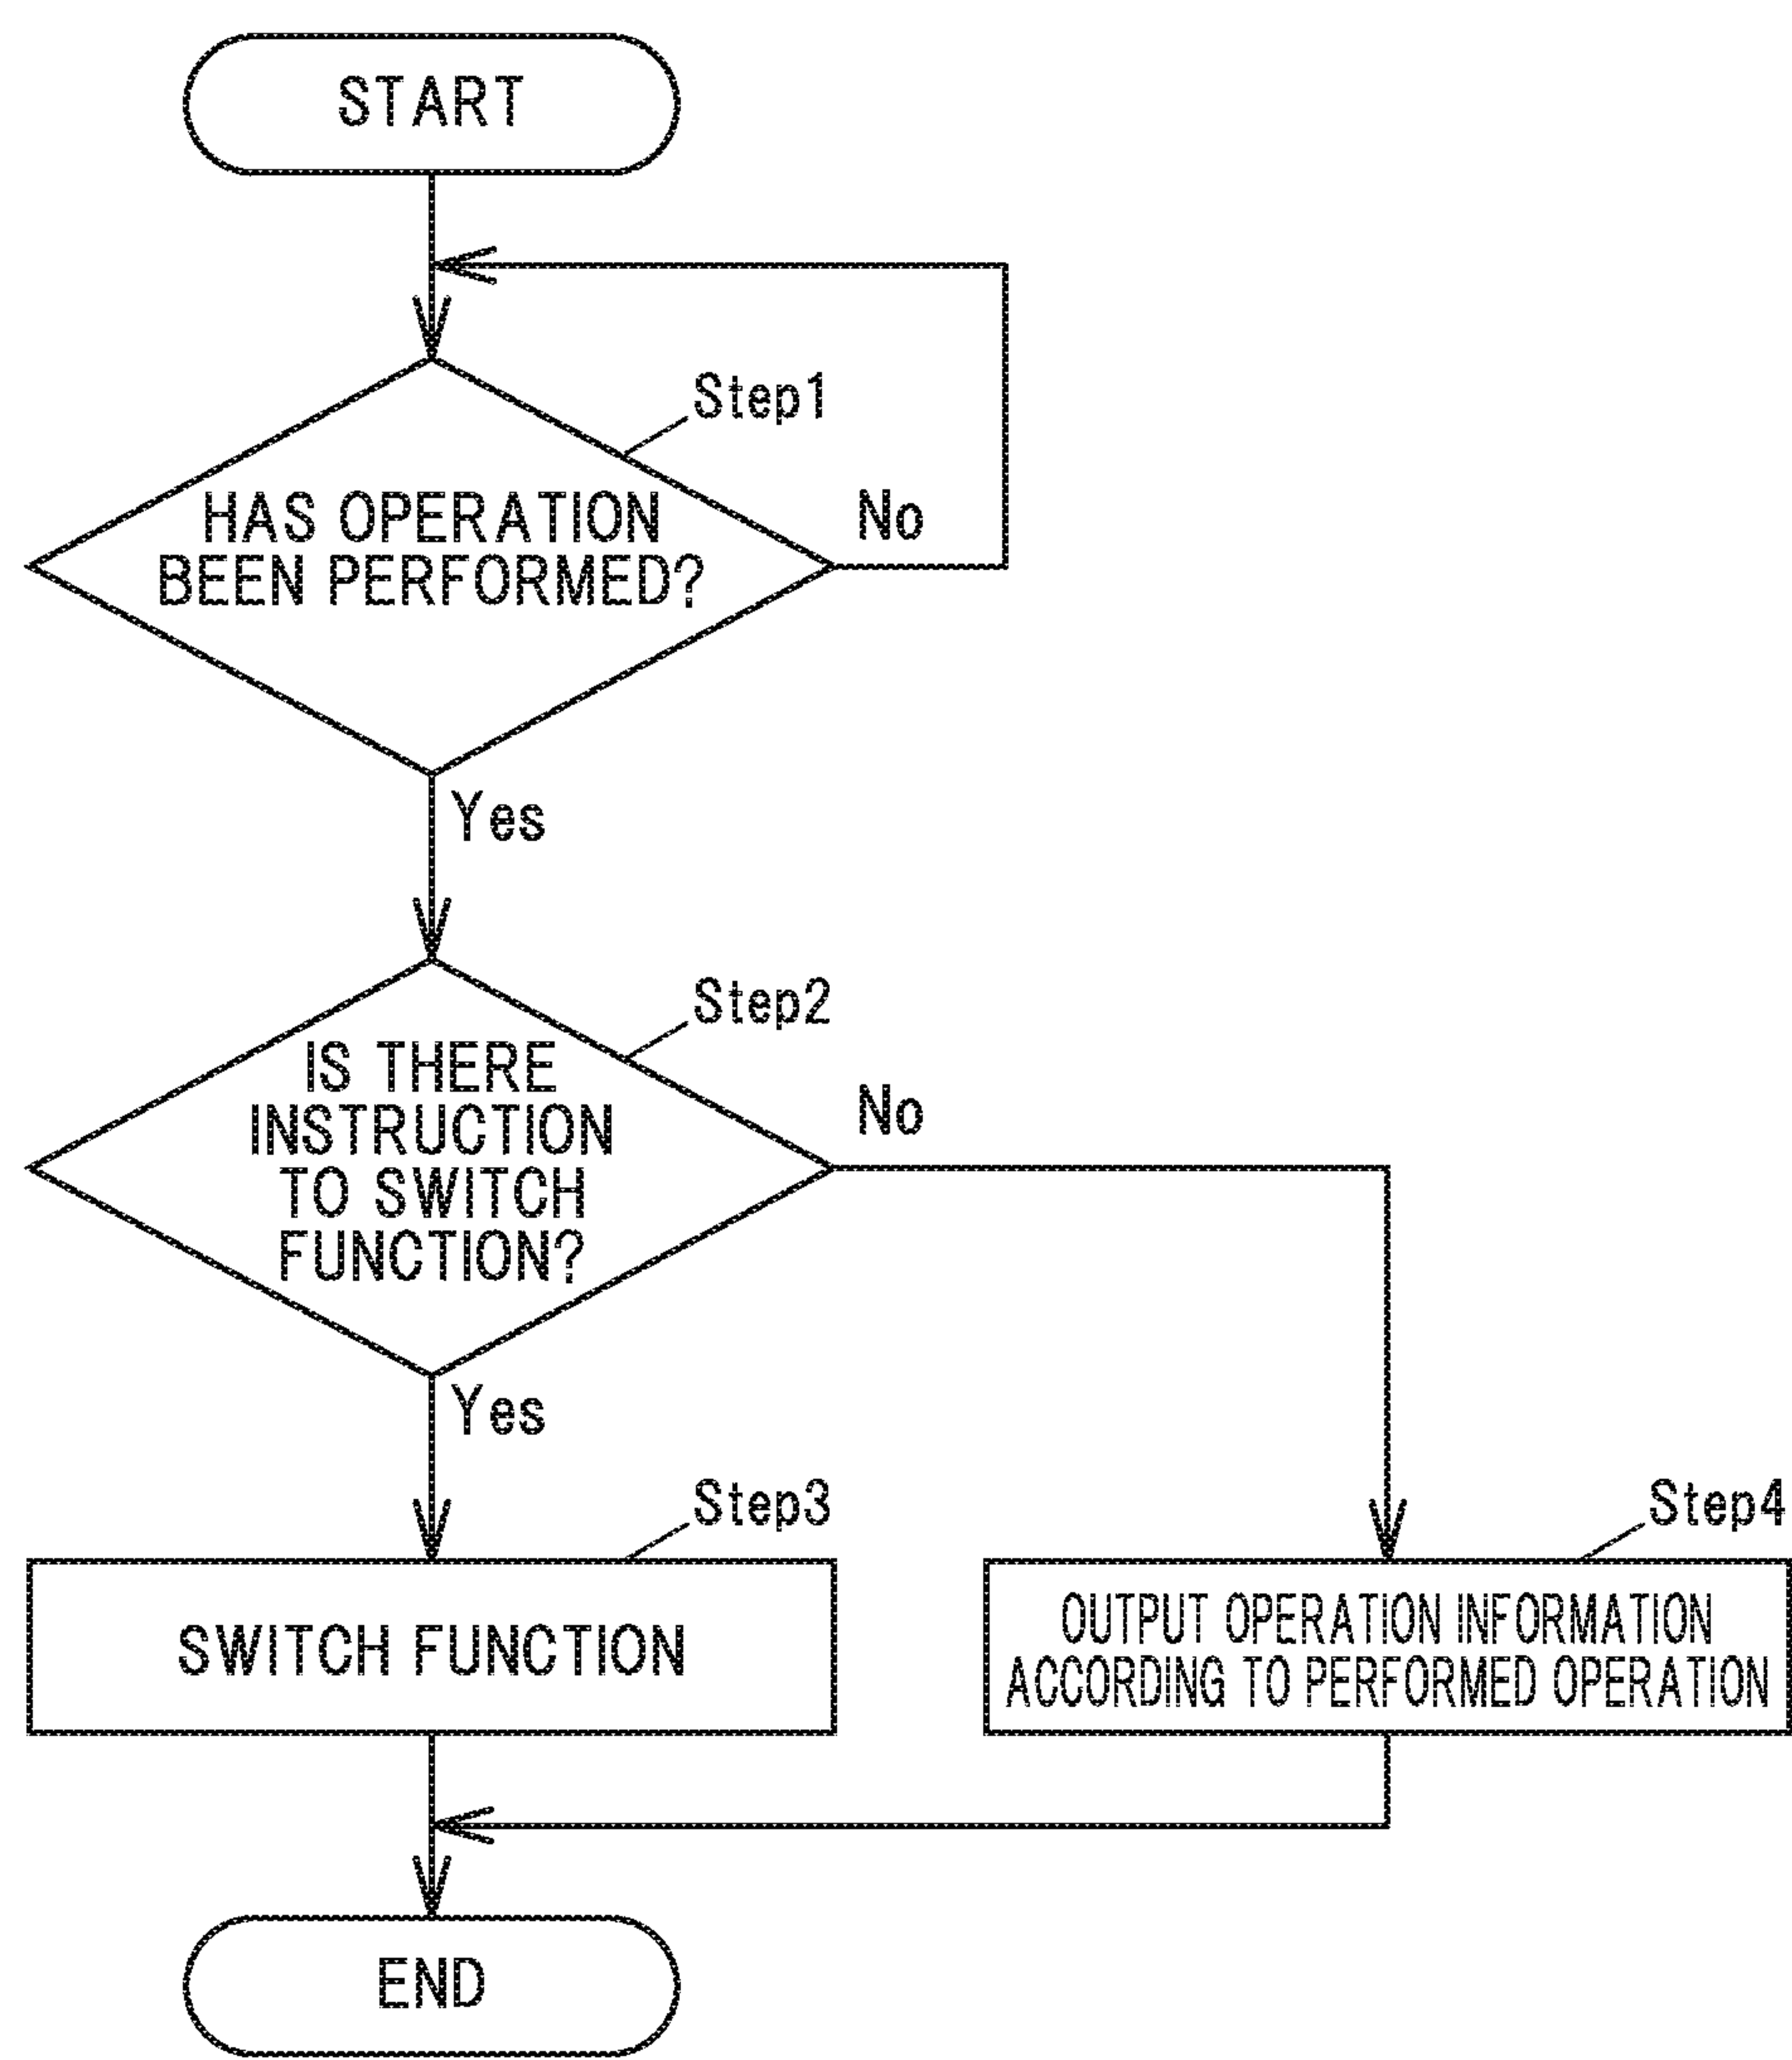 START
Step1
HAS OPERATION
BEEN PERFORMED?
No
Yes
Step2
IS THERE
INSTRUCTION
TO SWITCH
FUNCTION?
No
Yes
Step3
SWITCH FUNCTION
Step4
OUTPUT OPERATION INFORMATION
ACCORDING TO PERFORMED OPERATION
END